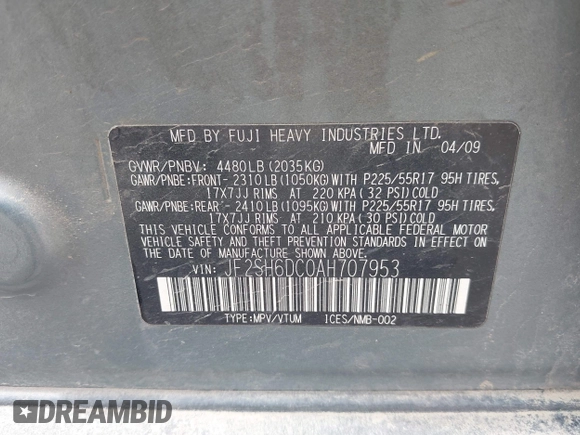 MFD BY FUJI HEAVY INDUSTRIES LTD.
MFD IN 04/09
GVWR/PNBV: 4480LB(2035KG)
GAWR/PNBE:FRONT-2310LB(1050KG)WITH P225/55R17 95H TIRES,
17X7JJ RIMS AT 220 KPA(32 PSI)COLD
GAWR/PNBE:REAR -2410LB(1095KG)WITH P225/55R17 95H TIRES,
17X7JJ RIMS AT 210 KPA(30 PSI)COLD
THIS VEHICLE CONFORMS TO ALL APPLICABLE FEDERAL MOTOR
VEHICLE SAFETY AND THEFT PREVENTION STANDARDS IN EFFECT
ON THE DATE OF MANUFACTURE SHOWN ABOVE.
VIN: JF2SH6DC0AH707953
TYPE:MPV/VTUM ICES/NMB-002
DREAMBID